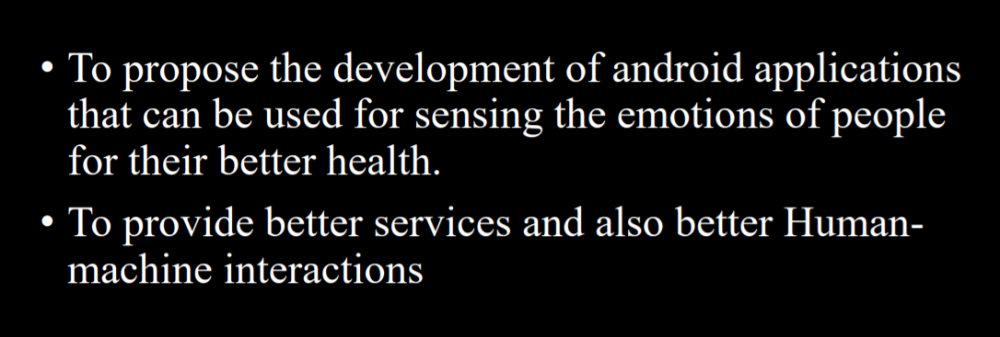 • To propose the development of android applications
that can be used for sensing the emotions of people
for their better health.
• To provide better services and also better Human-
machine interactions